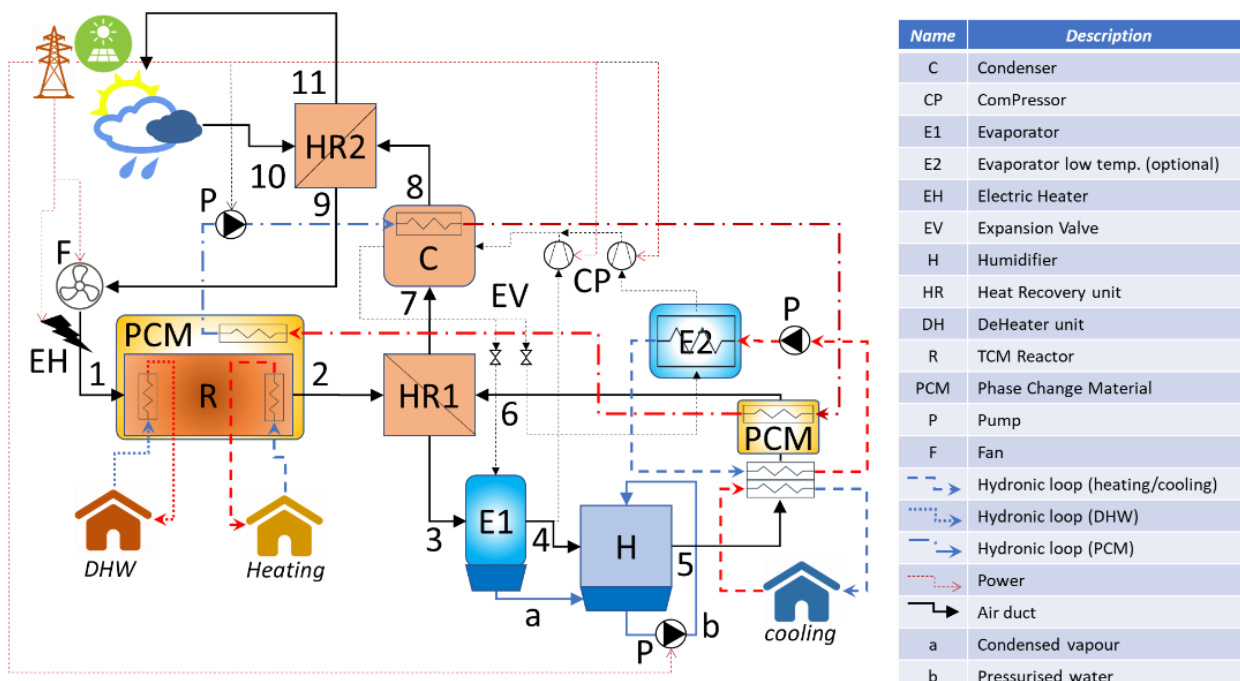 11
HR2
10
9
8
P
F
C
CP
7
EV
PCM
EH
1
R
2
HR1
6
E2
P
PCM
3
E1
4
H
5
a
P
b
DHW
Heating
cooling
Name Description
C Condenser
CP ComPressor
E1 Evaporator
E2 Evaporator low temp. (optional)
EH Electric Heater
EV Expansion Valve
H Humidifier
HR Heat Recovery unit
DH DeHeater unit
R TCM Reactor
PCM Phase Change Material
P Pump
F Fan
Hydronic loop (heating/cooling)
Hydronic loop (DHW)
Hydronic loop (PCM)
Power
Air duct
a Condensed vapour
b Pressurised water